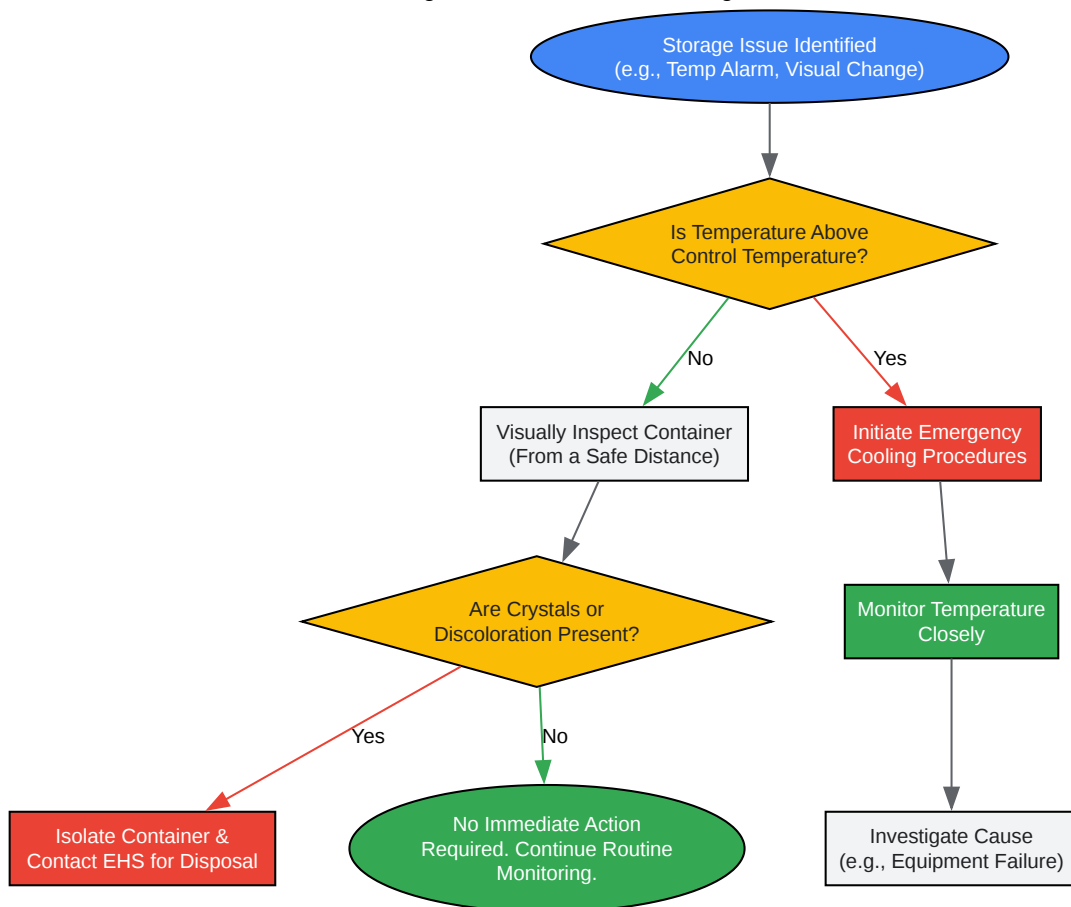 Storage Issue Identified
(e.g., Temp Alarm, Visual Change)
Is Temperature Above
Control Temperature?
No
Yes
Visually Inspect Container
(From a Safe Distance)
Initiate Emergency
Cooling Procedures
Are Crystals or
Discoloration Present?
Monitor Temperature
Closely
Yes
No
Isolate Container &
Contact EHS for Disposal
No Immediate Action
Required. Continue Routine
Monitoring.
Investigate Cause
(e.g., Equipment Failure)